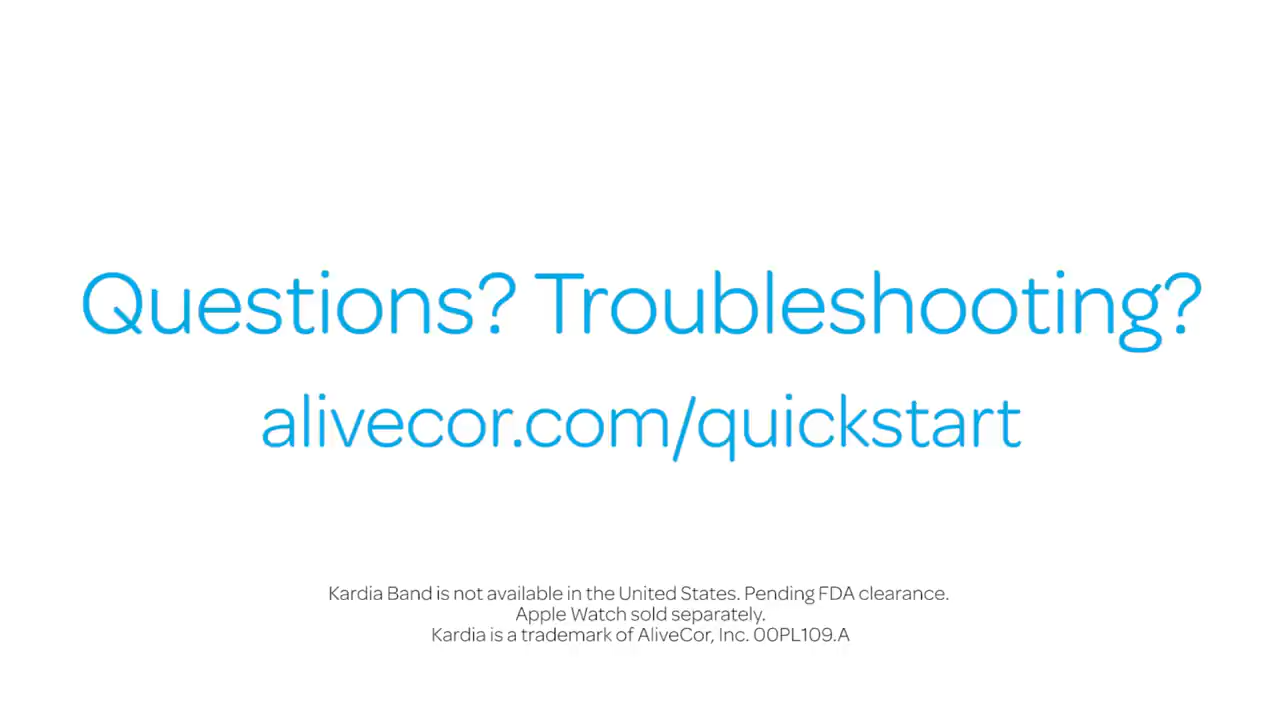 Questions? Troubleshooting?
alivecor.com/quickstart
Kardia Band is not available in the United States. Pending FDA clearance.
Apple Watch sold separately.
Kardia is a trademark of AliveCor, Inc. 00PL109.A